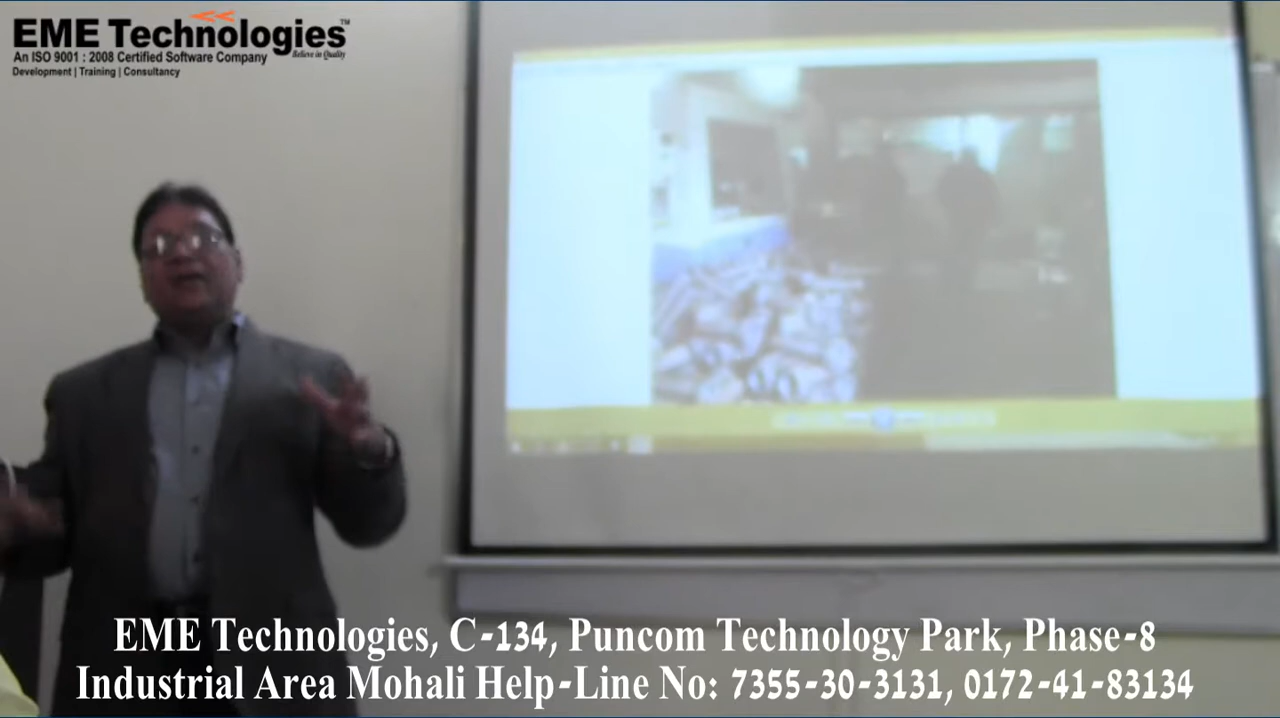 EME Technologies™
An ISO 9001 : 2008 Certified Software Company Believe in Quality
Development | Training | Consultancy
EME Technologies, C-134, Puncom Technology Park, Phase-8
Industrial Area Mohali Help-Line No: 7355-30-3131, 0172-41-83134